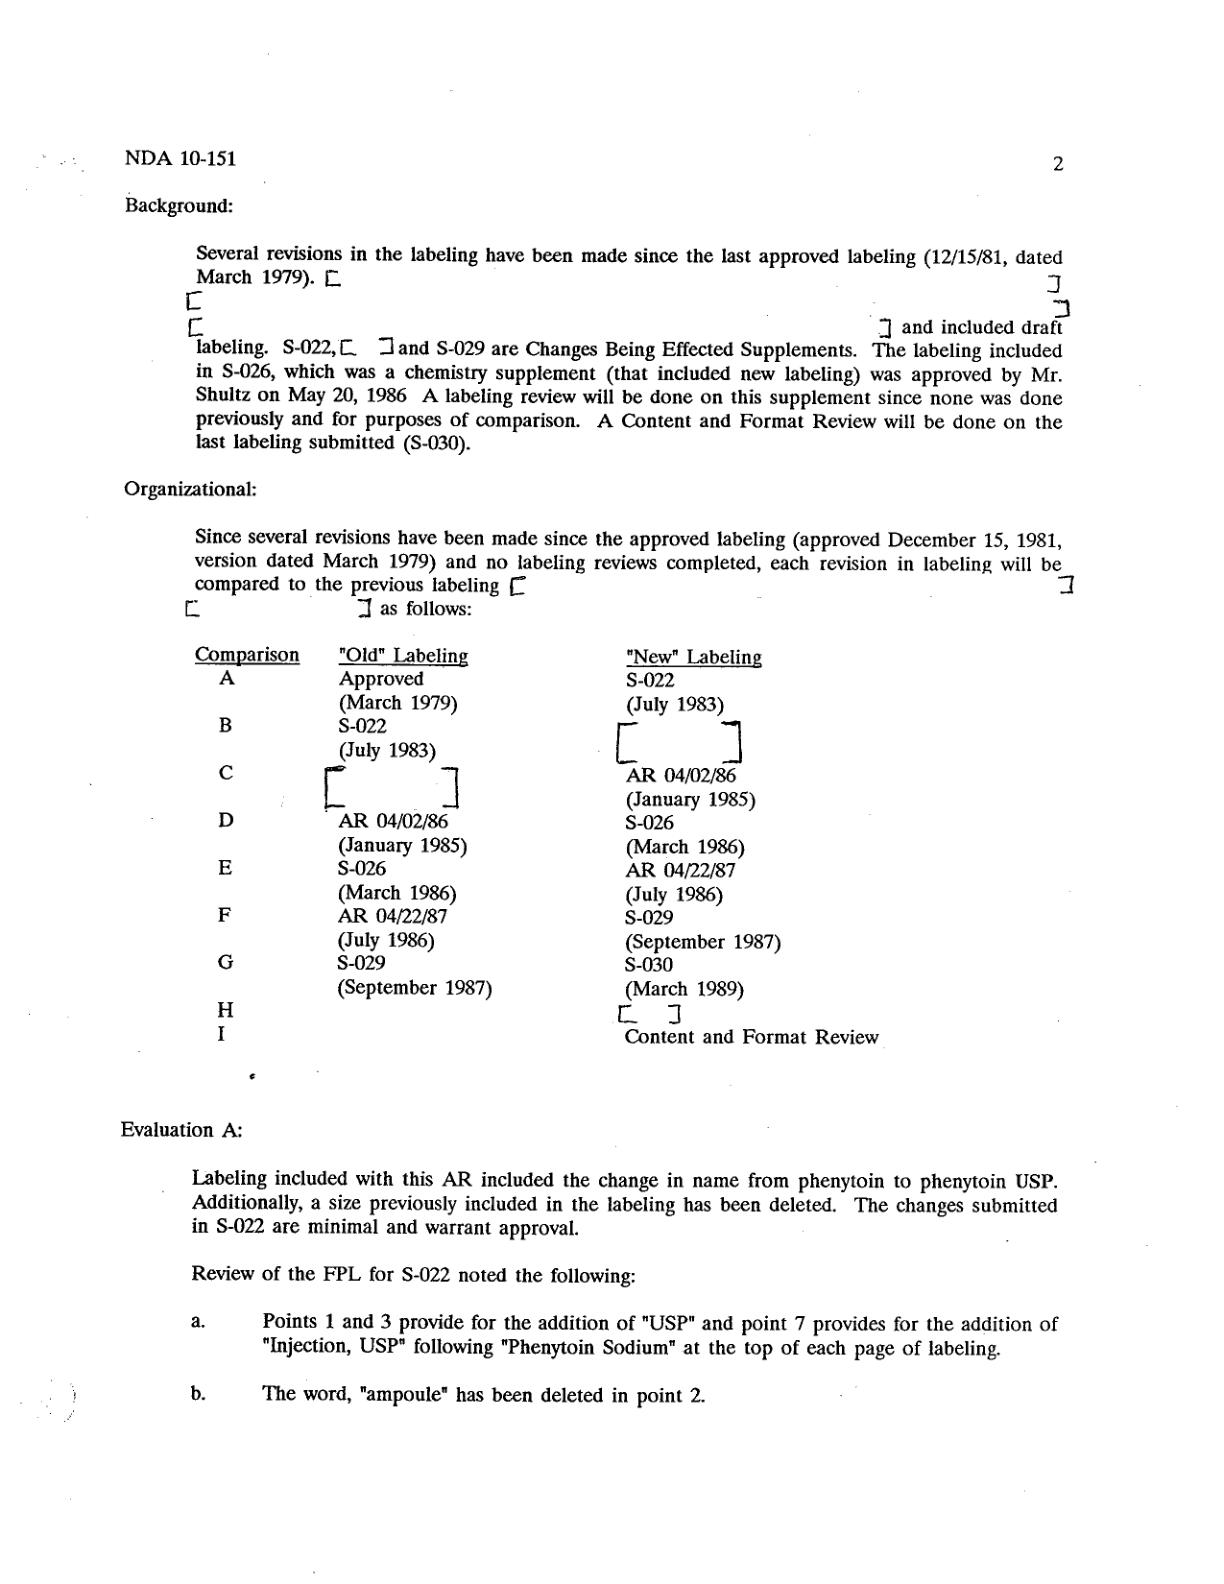 NDA 10-151
2
Background:
Several revisions in the labeling have been made since the last approved labeling (12/15/81, dated
March 1979). [ ]
[ ]
[ ] and included draft
labeling. S-022, [ ] and S-029 are Changes Being Effected Supplements. The labeling included
in S-026, which was a chemistry supplement (that included new labeling) was approved by Mr.
Shultz on May 20, 1986 A labeling review will be done on this supplement since none was done
previously and for purposes of comparison. A Content and Format Review will be done on the
last labeling submitted (S-030).
Organizational:
Since several revisions have been made since the approved labeling (approved December 15, 1981,
version dated March 1979) and no labeling reviews completed, each revision in labeling will be
compared to the previous labeling [ ]
[ ] as follows:
Comparison "Old" Labeling "New" Labeling
A Approved S-022
(March 1979) (July 1983)
B S-022 [ ]
(July 1983)
C [ ] AR 04/02/86
(January 1985)
D AR 04/02/86 S-026
(January 1985) (March 1986)
E S-026 AR 04/22/87
(March 1986) (July 1986)
F AR 04/22/87 S-029
(July 1986) (September 1987)
G S-029 S-030
(September 1987) (March 1989)
H [ ]
I Content and Format Review
Evaluation A:
Labeling included with this AR included the change in name from phenytoin to phenytoin USP.
Additionally, a size previously included in the labeling has been deleted. The changes submitted
in S-022 are minimal and warrant approval.
Review of the FPL for S-022 noted the following:
a. Points 1 and 3 provide for the addition of "USP" and point 7 provides for the addition of
"Injection, USP" following "Phenytoin Sodium" at the top of each page of labeling.
b. The word, "ampoule" has been deleted in point 2.